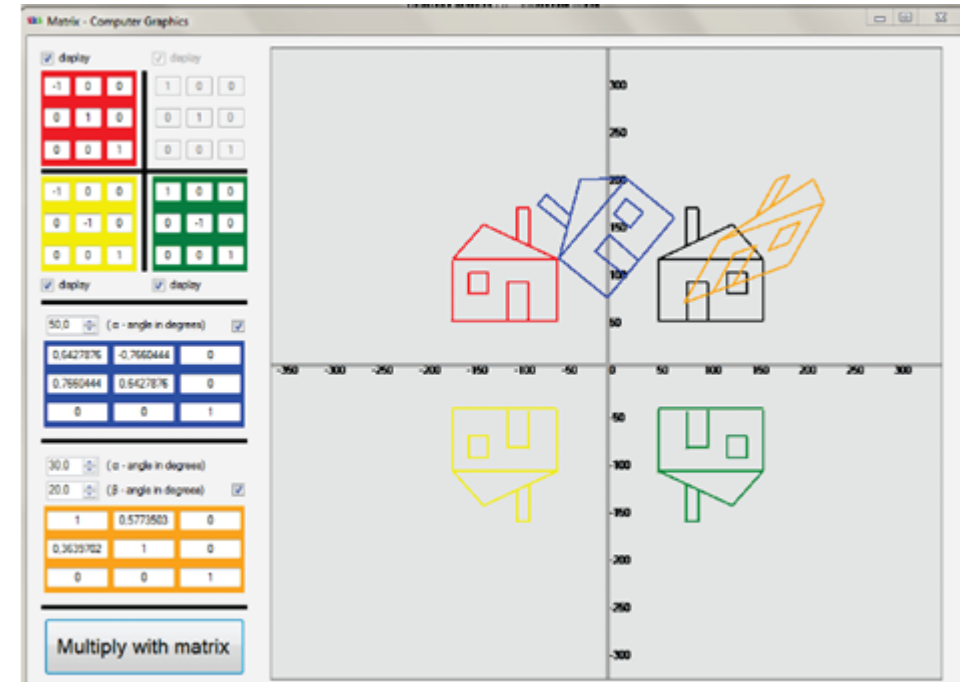 Matrix - Computer Graphics
display
display
-1 0 0
0 1 0
0 0 1
1 0 0
0 1 0
0 0 1
-1 0 0
0 -1 0
0 0 1
1 0 0
0 -1 0
0 0 1
display
display
50,0 (α - angle in degrees)
0,6427876 -0,7660444 0
0.7660444 0.6427876 0
0 0 1
30.0 (α - angle in degrees)
20.0 (β - angle in degrees)
1 0.5773503 0
0,3639702 1 0
0 0 1
Multiply with matrix
300
250
200
150
100
50
-350 -300 -250 -200 -150 -100 -50 0 50 100 150 200 250 300
-50
-100
-150
-200
-250
-300